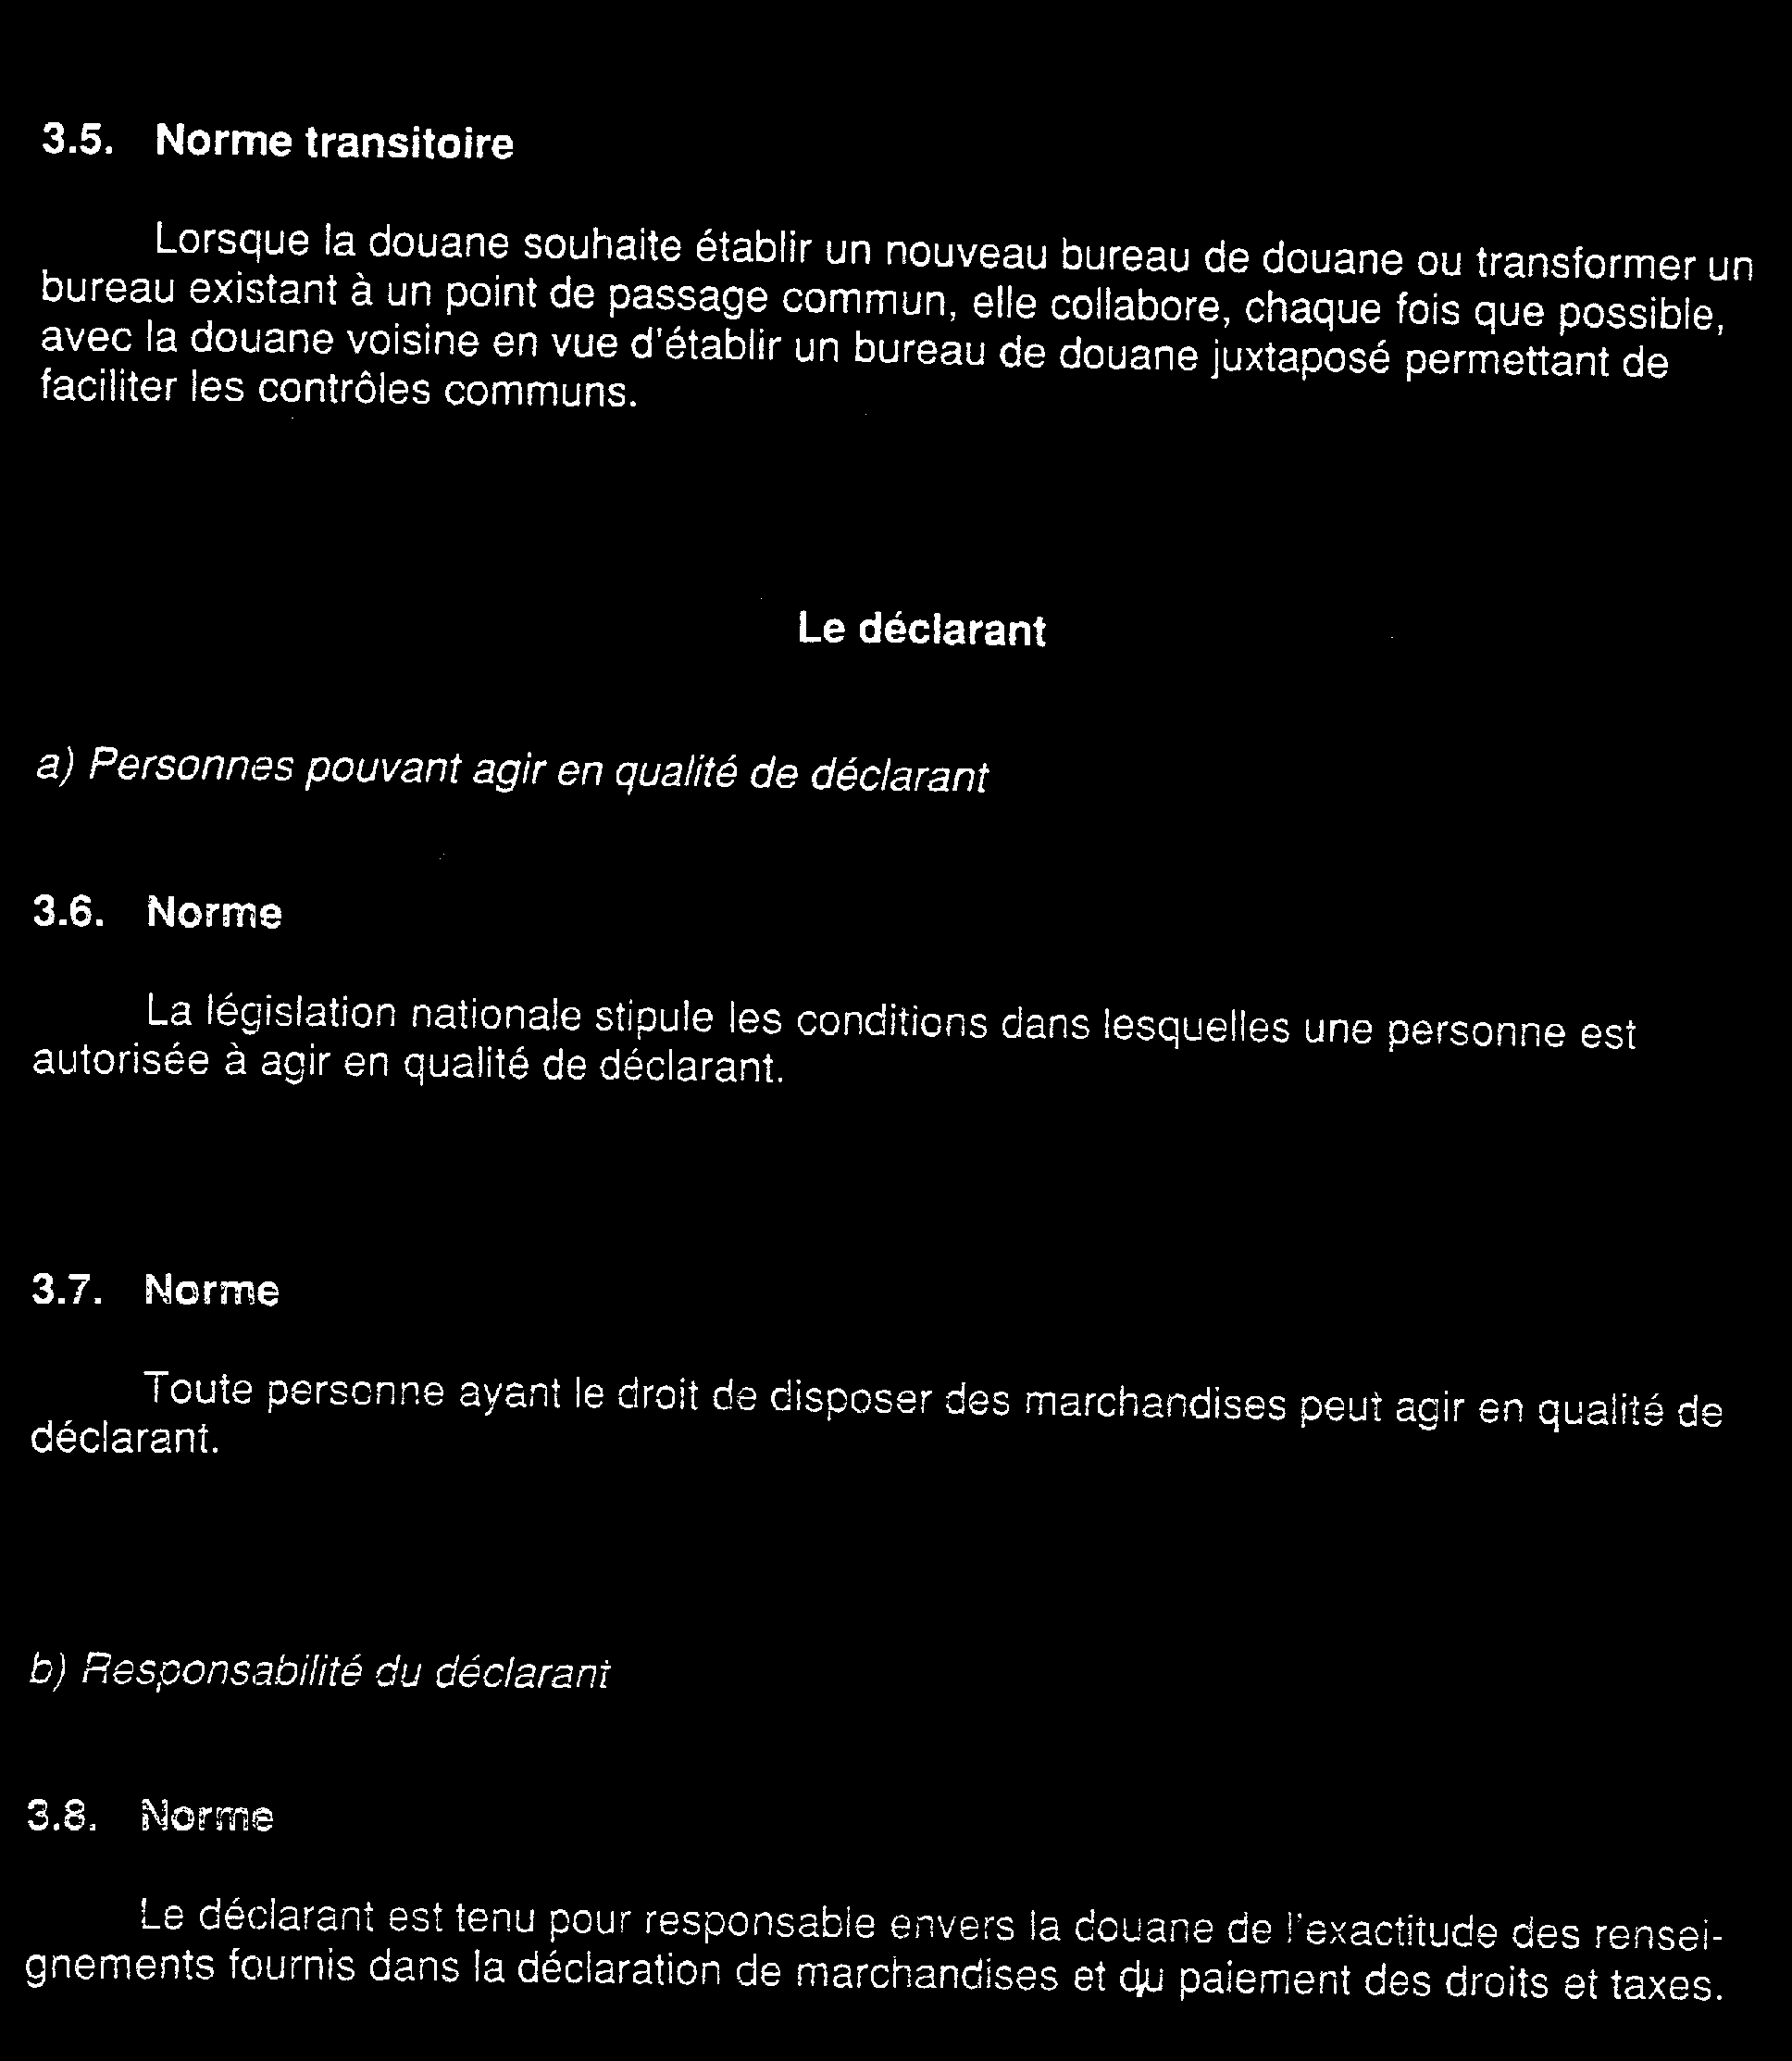 3.5. Norme transitoire
Lorsque la douane souhaite établir un nouveau bureau de douane ou transformer un
bureau existant à un point de passage commun, elle collabore, chaque fois que possible,
avec la douane voisine en vue d'établir un bureau de douane juxtaposé permettant de
faciliter les contrôles communs.
Le déclarant
a) Personnes pouvant agir en qualité de déclarant
3.6. Norme
La législation nationale stipule les conditions dans lesquelles une personne est
autorisée à agir en qualité de déclarant.
3.7. Norme
Toute personne ayant le droit de disposer des marchandises peut agir en qualité de
déclarant.
b) Responsabilité du déclarant
3.8. Norme
Le déclarant est tenu pour responsable envers la douane de l'exactitude des rensei-
gnements fournis dans la déclaration de marchandises et du paiement des droits et taxes.